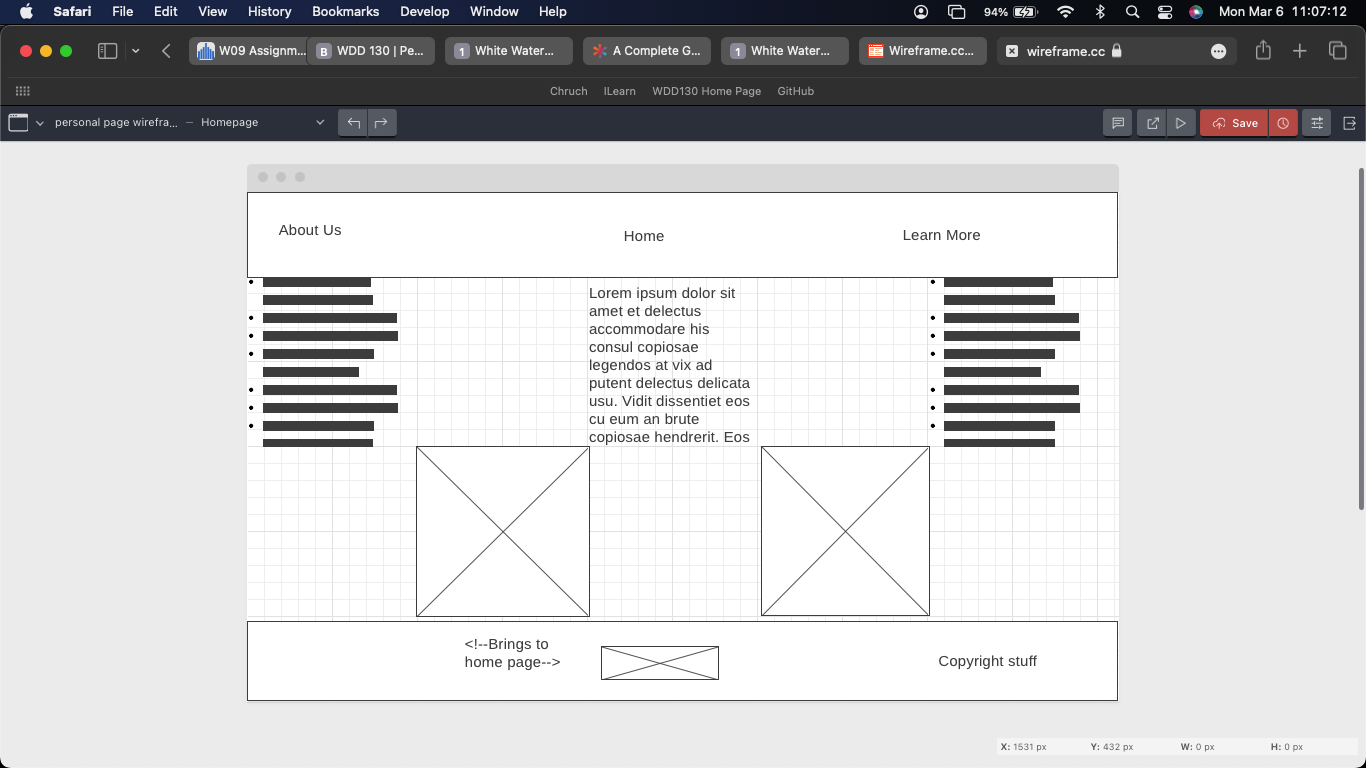 Safari File Edit View History Bookmarks Develop Window Help 94% Mon Mar 6 11:07:12
W09 Assignm... B WDD 130 | Pe... 1 White Water... A Complete G... 1 White Water... Wireframe.cc... wireframe.cc
Chruch ILearn WDD130 Home Page GitHub
personal page wirefra... — Homepage Save
About Us Home Learn More
Lorem ipsum dolor sit
amet et delectus
accommodare his
consul copiosae
legendos at vix ad
putent delectus delicata
usu. Vidit dissentiet eos
cu eum an brute
copiosae hendrerit. Eos
<!--Brings to
home page-->
Copyright stuff
X: 1531 px Y: 432 px W: 0 px H: 0 px